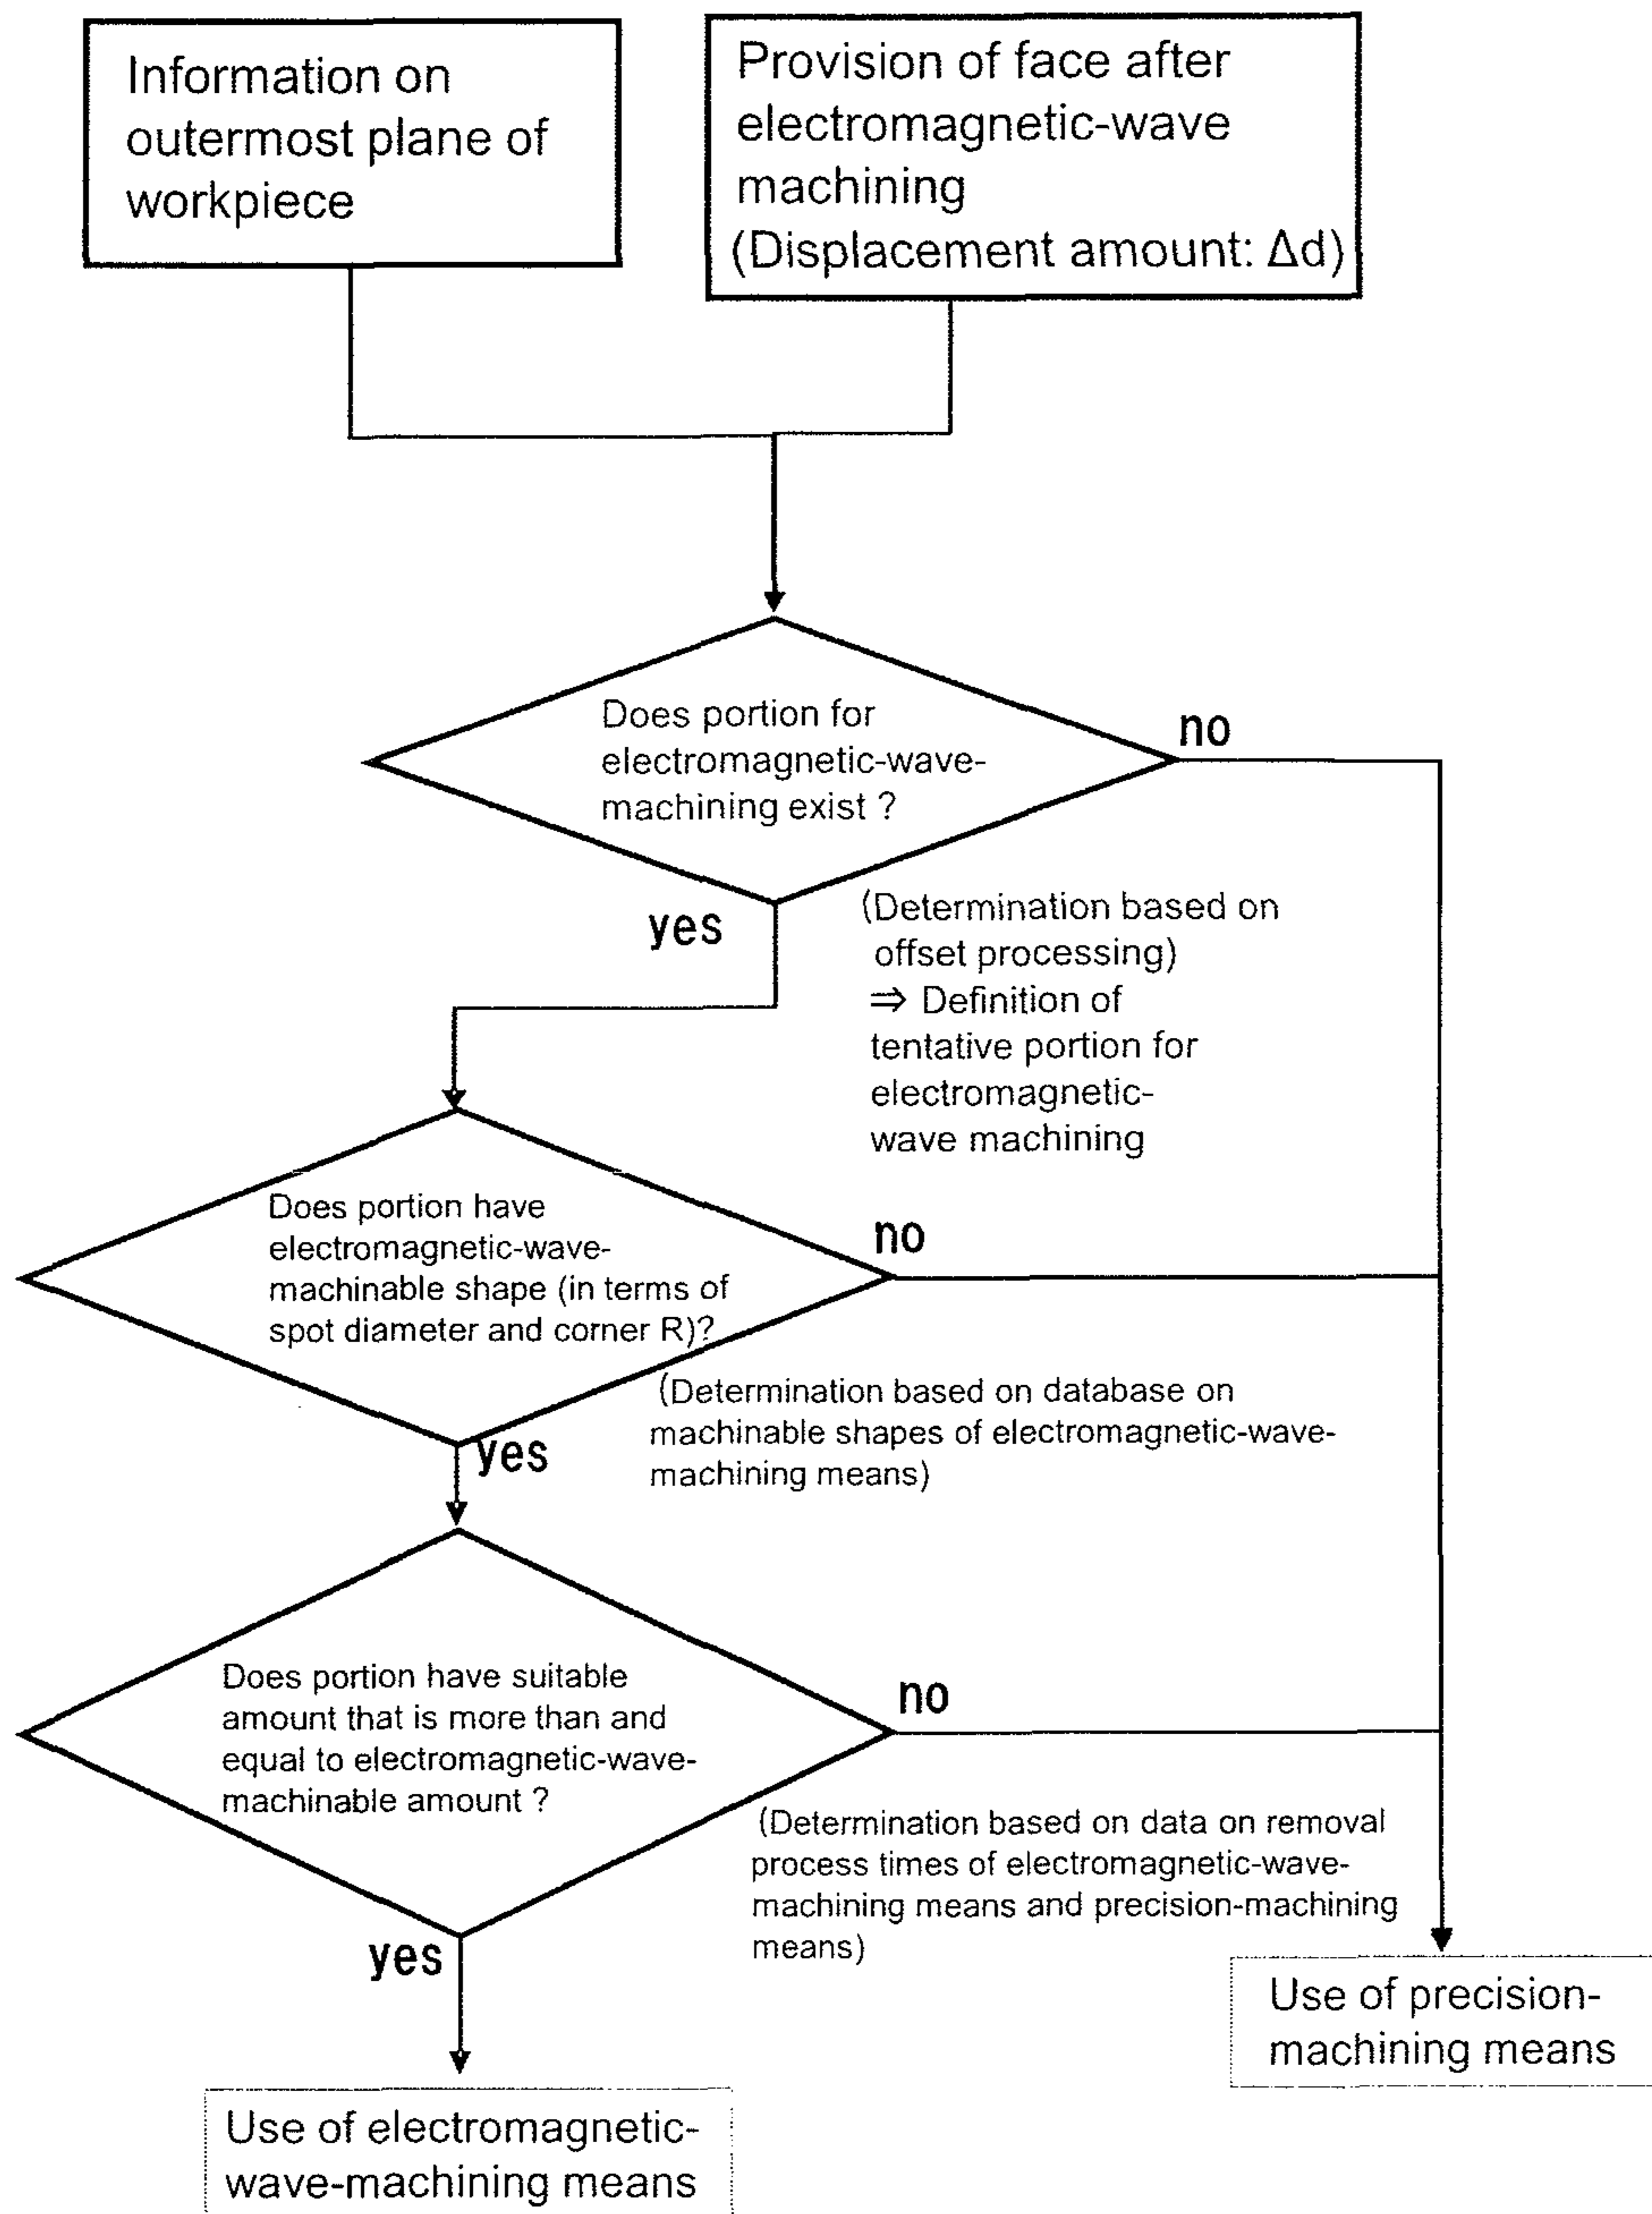 Information on
outermost plane of
workpiece
Provision of face after
electromagnetic-wave
machining
(Displacement amount: Δd)
Does portion for
electromagnetic-wave-
machining exist ?
no
yes
(Determination based on
offset processing)
⇒ Definition of
tentative portion for
electromagnetic-
wave machining
Does portion have
electromagnetic-wave-
machinable shape (in terms of
spot diameter and corner R)?
no
(Determination based on database on
machinable shapes of electromagnetic-wave-
machining means)
yes
Does portion have suitable
amount that is more than and
equal to electromagnetic-wave-
machinable amount ?
no
(Determination based on data on removal
process times of electromagnetic-wave-
machining means and precision-machining
means)
yes
Use of precision-
machining means
Use of electromagnetic-
wave-machining means